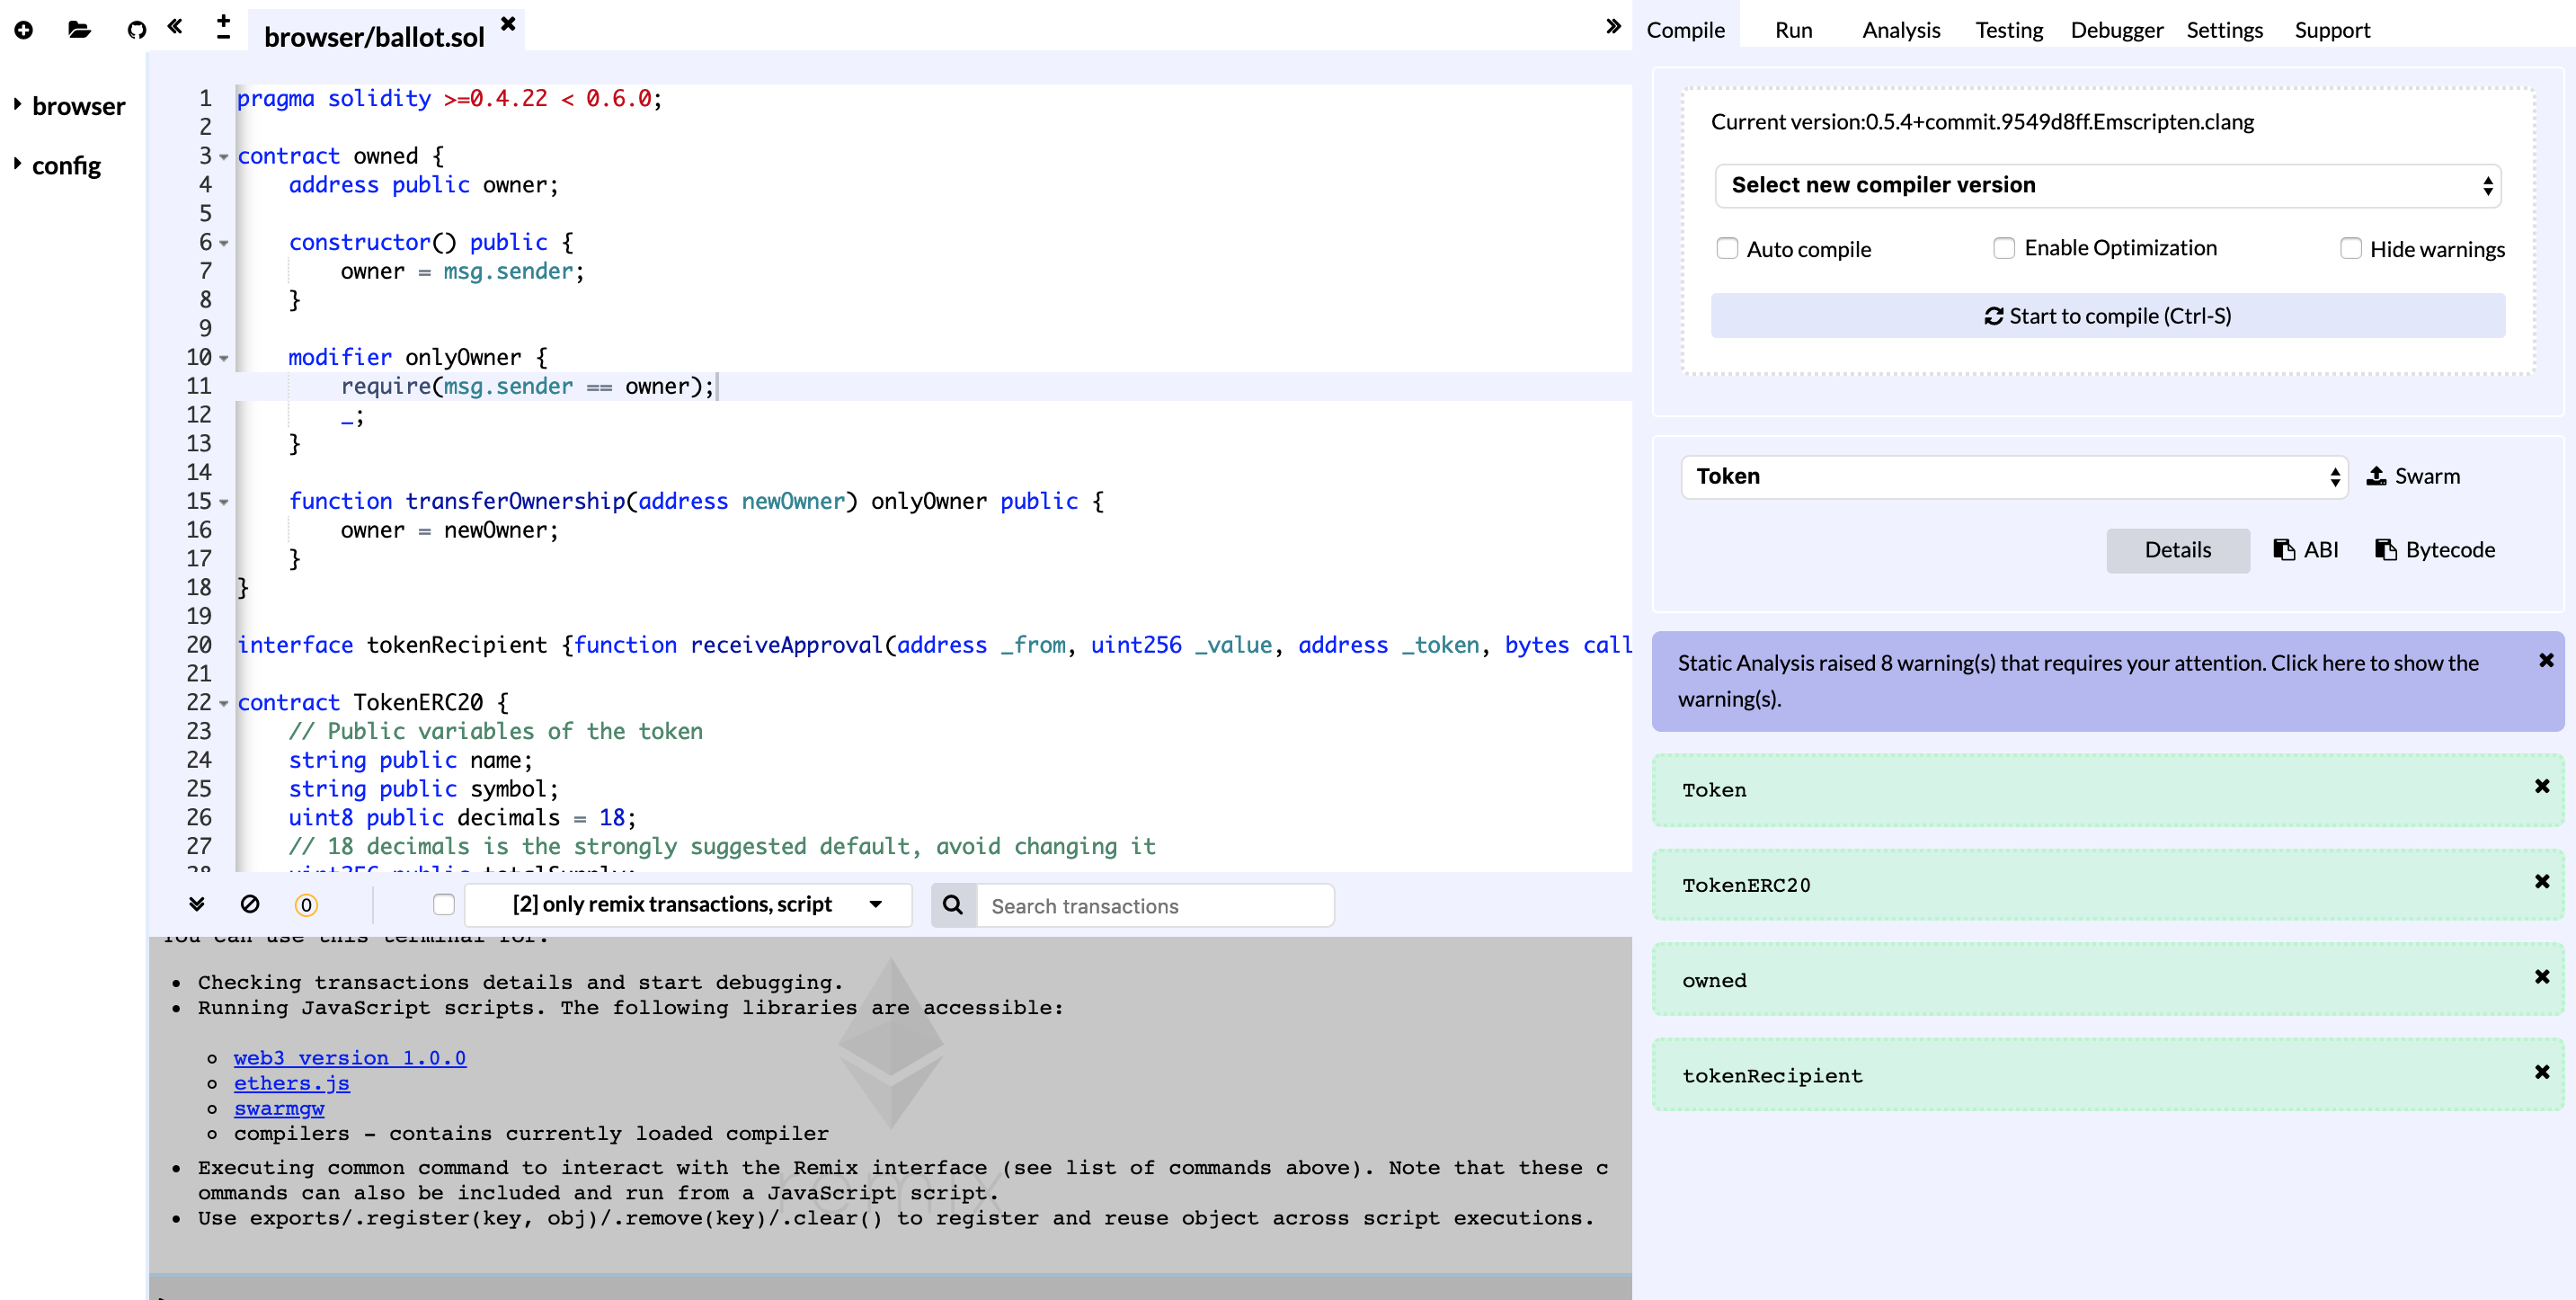 browser/ballot.sol
Compile Run Analysis Testing Debugger Settings Support
browser
config
1 pragma solidity >=0.4.22 < 0.6.0;
2
3 contract owned {
4 address public owner;
5
6 constructor() public {
7 owner = msg.sender;
8 }
9
10 modifier onlyOwner {
11 require(msg.sender == owner);
12 _;
13 }
14
15 function transferOwnership(address newOwner) onlyOwner public {
16 owner = newOwner;
17 }
18 }
19
20 interface tokenRecipient {function receiveApproval(address _from, uint256 _value, address _token, bytes call
21
22 contract TokenERC20 {
23 // Public variables of the token
24 string public name;
25 string public symbol;
26 uint8 public decimals = 18;
27 // 18 decimals is the strongly suggested default, avoid changing it
28 uint256 public totalSupply;
0
[2] only remix transactions, script
Search transactions
You can use this terminal for:
• Checking transactions details and start debugging.
• Running JavaScript scripts. The following libraries are accessible:
web3 version 1.0.0
ethers.js
swarmgw
compilers - contains currently loaded compiler
• Executing common command to interact with the Remix interface (see list of commands above). Note that these c
ommands can also be included and run from a JavaScript script.
• Use exports/.register(key, obj)/.remove(key)/.clear() to register and reuse object across script executions.
remix
Current version:0.5.4+commit.9549d8ff.Emscripten.clang
Select new compiler version
Auto compile Enable Optimization Hide warnings
Start to compile (Ctrl-S)
Token Swarm
Details ABI Bytecode
Static Analysis raised 8 warning(s) that requires your attention. Click here to show the
warning(s).
Token
TokenERC20
owned
tokenRecipient